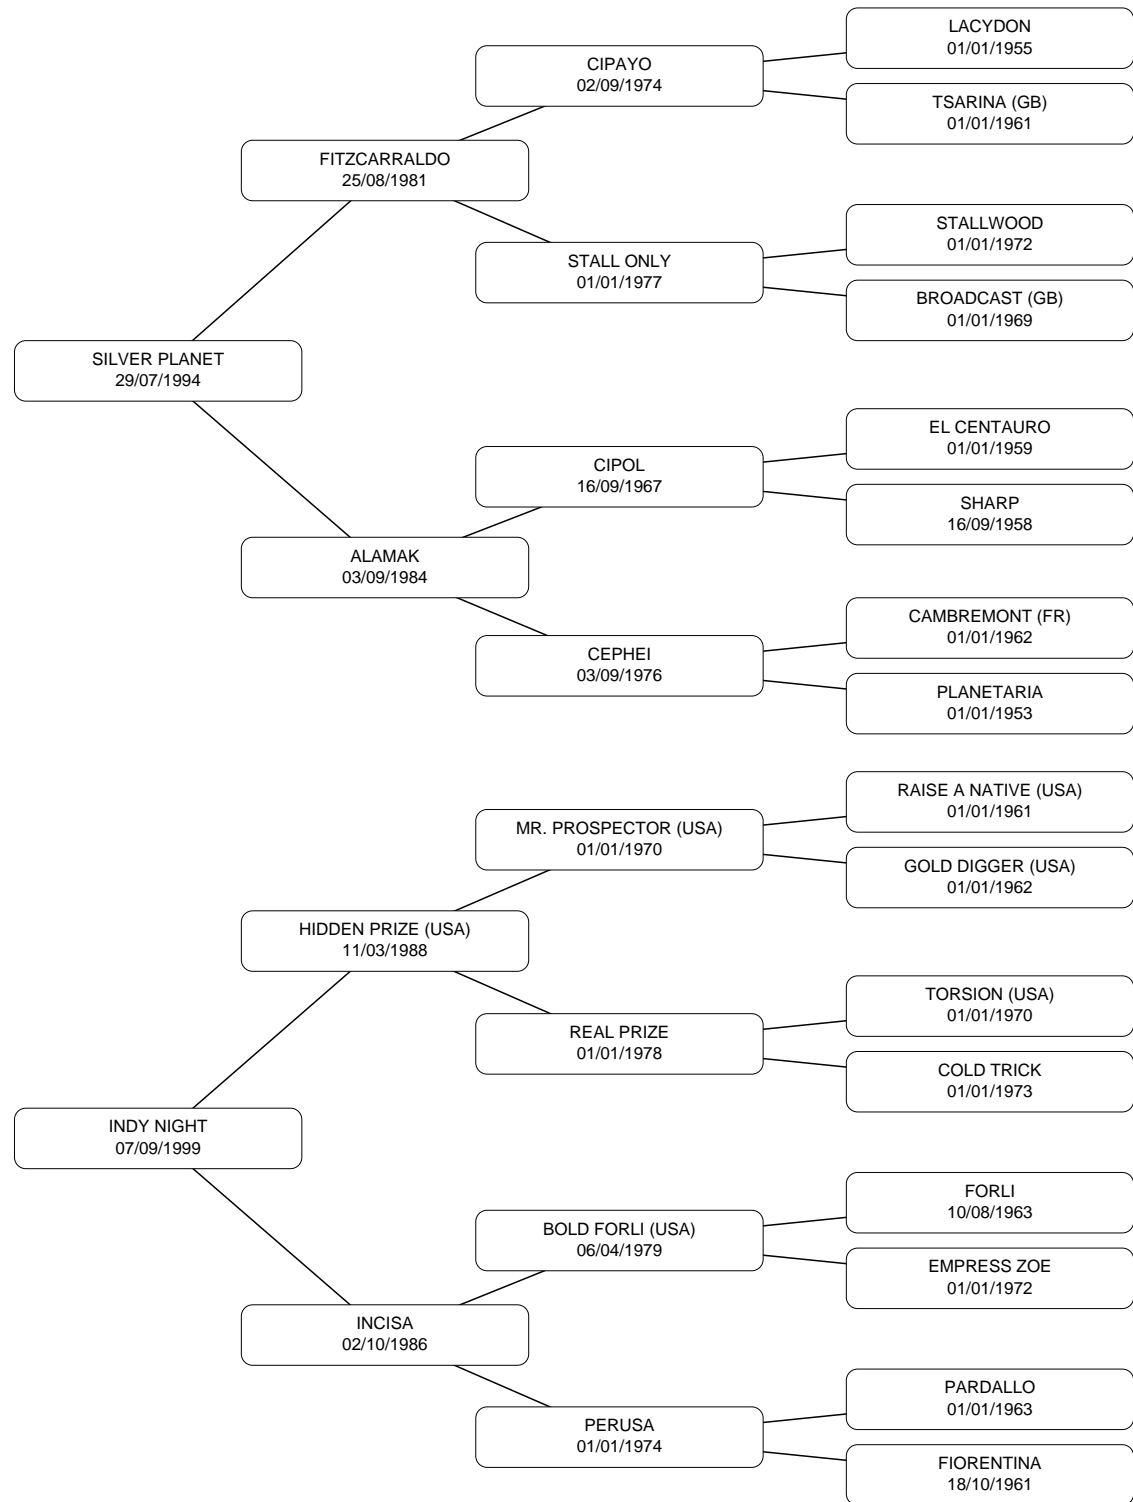 LACYDON
01/01/1955
CIPAYO
02/09/1974
TSARINA (GB)
01/01/1961
FITZCARRALDO
25/08/1981
STALLWOOD
01/01/1972
STALL ONLY
01/01/1977
BROADCAST (GB)
01/01/1969
SILVER PLANET
29/07/1994
EL CENTAURO
01/01/1959
CIPOL
16/09/1967
SHARP
16/09/1958
ALAMAK
03/09/1984
CAMBREMONT (FR)
01/01/1962
CEPHEI
03/09/1976
PLANETARIA
01/01/1953
RAISE A NATIVE (USA)
01/01/1961
MR. PROSPECTOR (USA)
01/01/1970
GOLD DIGGER (USA)
01/01/1962
HIDDEN PRIZE (USA)
11/03/1988
TORSION (USA)
01/01/1970
REAL PRIZE
01/01/1978
COLD TRICK
01/01/1973
INDY NIGHT
07/09/1999
FORLI
10/08/1963
BOLD FORLI (USA)
06/04/1979
EMPRESS ZOE
01/01/1972
INCISA
02/10/1986
PARDALLO
01/01/1963
PERUSA
01/01/1974
FIORENTINA
18/10/1961